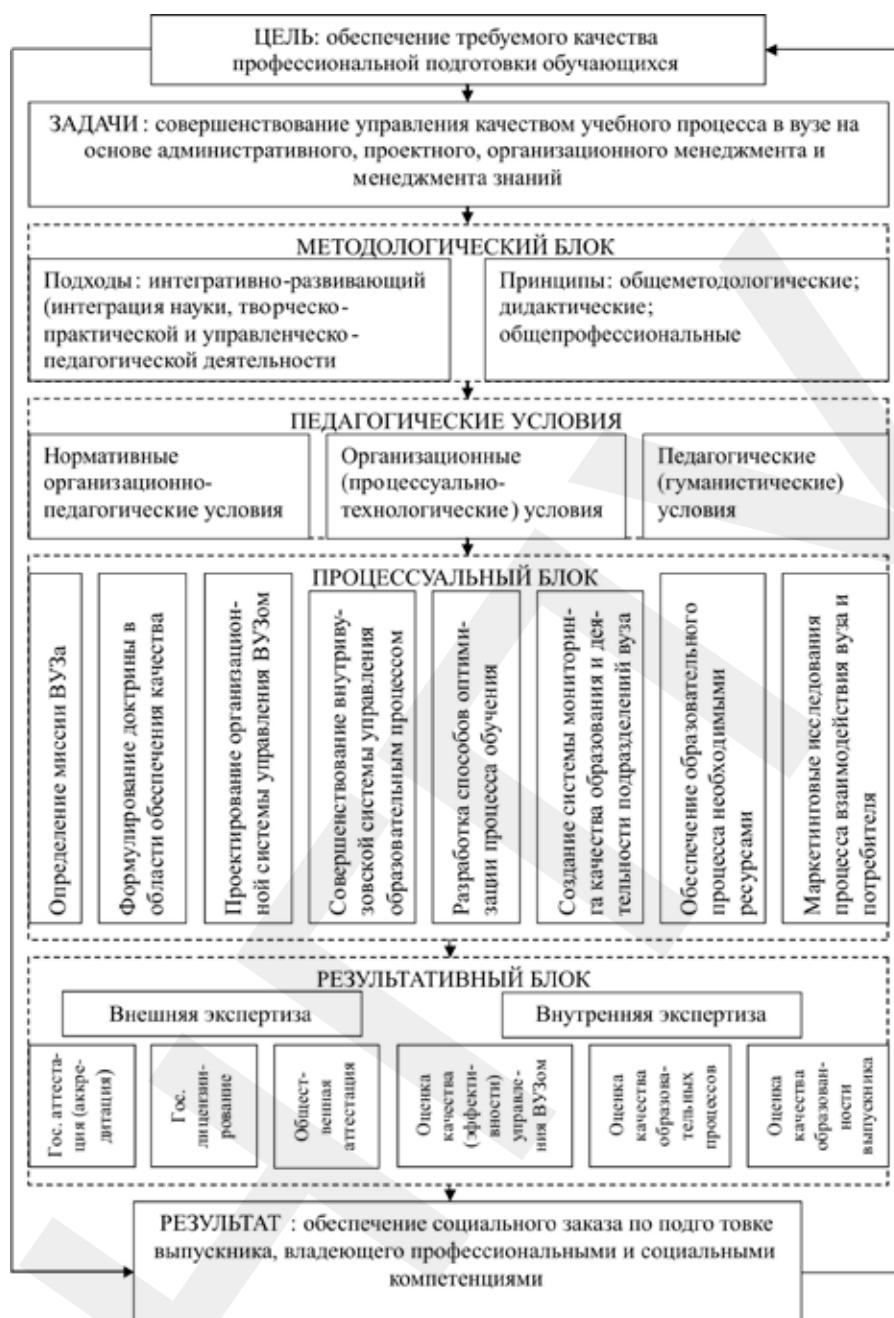 ЦЕЛЬ: обеспечение требуемого качества
профессиональной подготовки обучающихся
ЗАДАЧИ : совершенствование управления качеством учебного процесса в вузе на
основе административного, проектного, организационного менеджмента и
менеджмента знаний
МЕТОДОЛОГИЧЕСКИЙ БЛОК
Подходы: интегративно-развивающий
(интеграция науки, творческо-
практической и управленческо-
педагогической деятельности
Принципы: общеметодологические;
дидактические;
общепрофессиональные
ПЕДАГОГИЧЕСКИЕ УСЛОВИЯ
Нормативные
организационно-
педагогические условия
Организационные
(процессуально-
технологические) условия
Педагогические
(гуманистические)
условия
ПРОЦЕССУАЛЬНЫЙ БЛОК
Определение миссии ВУЗа
Формулирование доктрины в
области обеспечения качества
Проектирование организацион-
ной системы управления ВУЗом
Совершенствование внутриву-
зовской системы управления
образовательным процессом
Разработка способов оптими-
зации процесса обучения
Создание системы мониторин-
га качества образования и дея-
тельности подразделений вуза
Обеспечение образовательного
процесса необходимыми
ресурсами
Маркетинговые исследования
процесса взаимодействия вуза и
потребителя
РЕЗУЛЬТАТИВНЫЙ БЛОК
Внешняя экспертиза
Внутренняя экспертиза
Гос. аттеста-
ция (аккре-
дитация)
Гос.
лицензии-
рование
Общест-
венная
аттестация
Оценка
качества
(эффекти-
вности)
управле-
ния ВУЗом
Оценка
качества
образова-
тельных
процессов
Оценка
качества
образован-
ности
выпускника
РЕЗУЛЬТАТ : обеспечение социального заказа по подго товке
выпускника, владеющего профессиональными и социальными
компетенциями